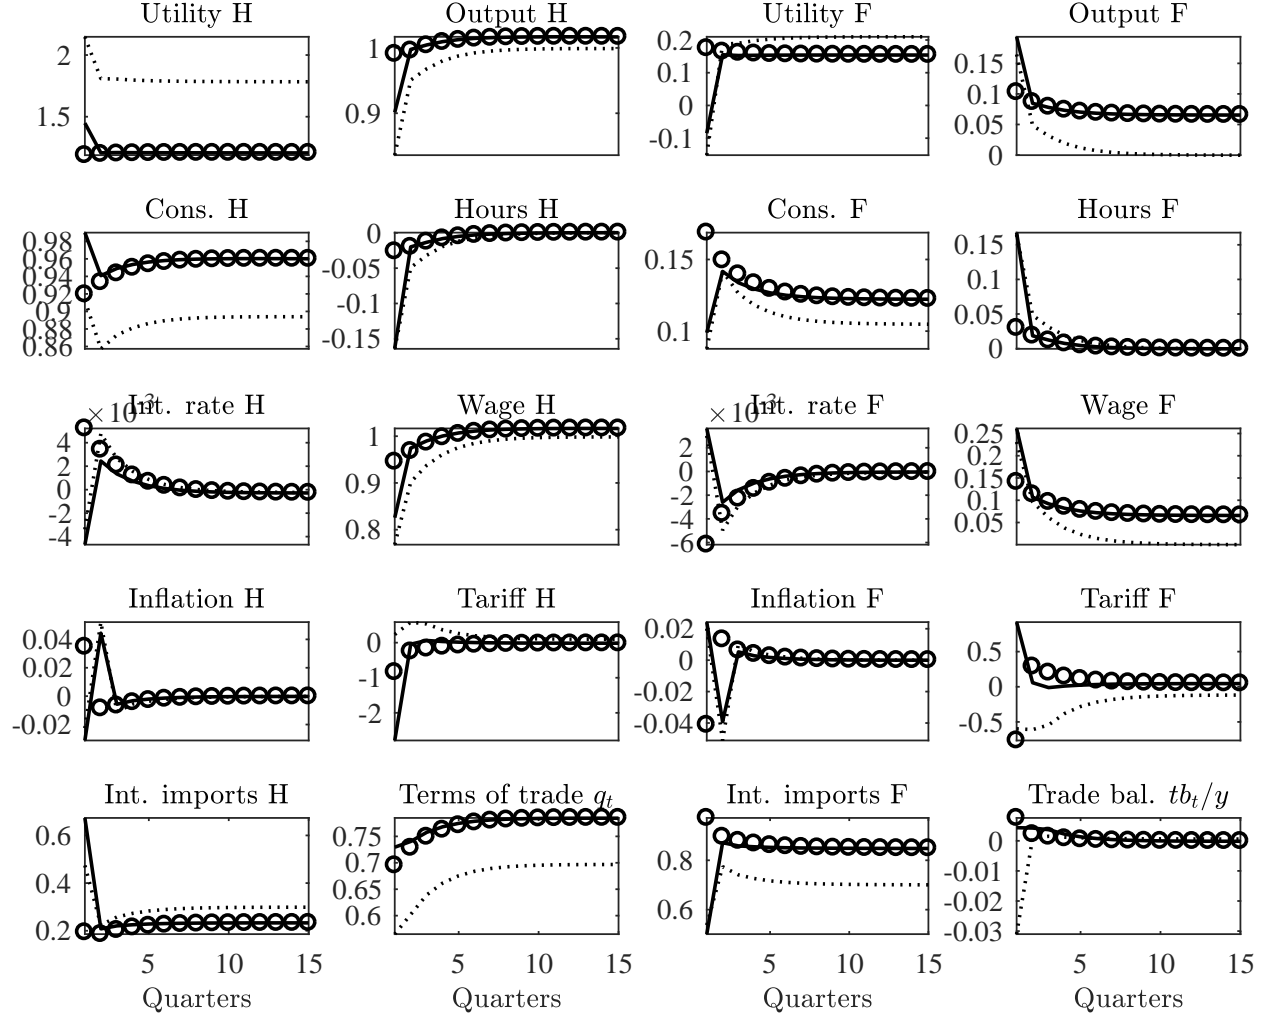 Utility H
2
1.5
Output H
1
0.9
Utility F
0.2
0.1
0
-0.1
Output F
0.15
0.1
0.05
0
Cons. H
0.98
0.96
0.94
0.92
0.9
0.88
0.86
Hours H
0
-0.05
-0.1
-0.15
Cons. F
0.15
0.1
Hours F
0.15
0.1
0.05
0
Int. rate H
×10⁻³
4
2
0
-2
-4
Wage H
1
0.9
0.8
Int. rate F
×10⁻³
2
0
-2
-4
-6
Wage F
0.25
0.2
0.15
0.1
0.05
Inflation H
0.04
0.02
0
-0.02
Tariff H
0
-1
-2
Inflation F
0.02
0
-0.02
-0.04
Tariff F
0.5
0
-0.5
Int. imports H
0.6
0.4
0.2
5 10 15
Quarters
Terms of trade qₜ
0.75
0.7
0.65
0.6
5 10 15
Quarters
Int. imports F
0.8
0.6
5 10 15
Quarters
Trade bal. tbₜ/y
0
-0.01
-0.02
-0.03
5 10 15
Quarters